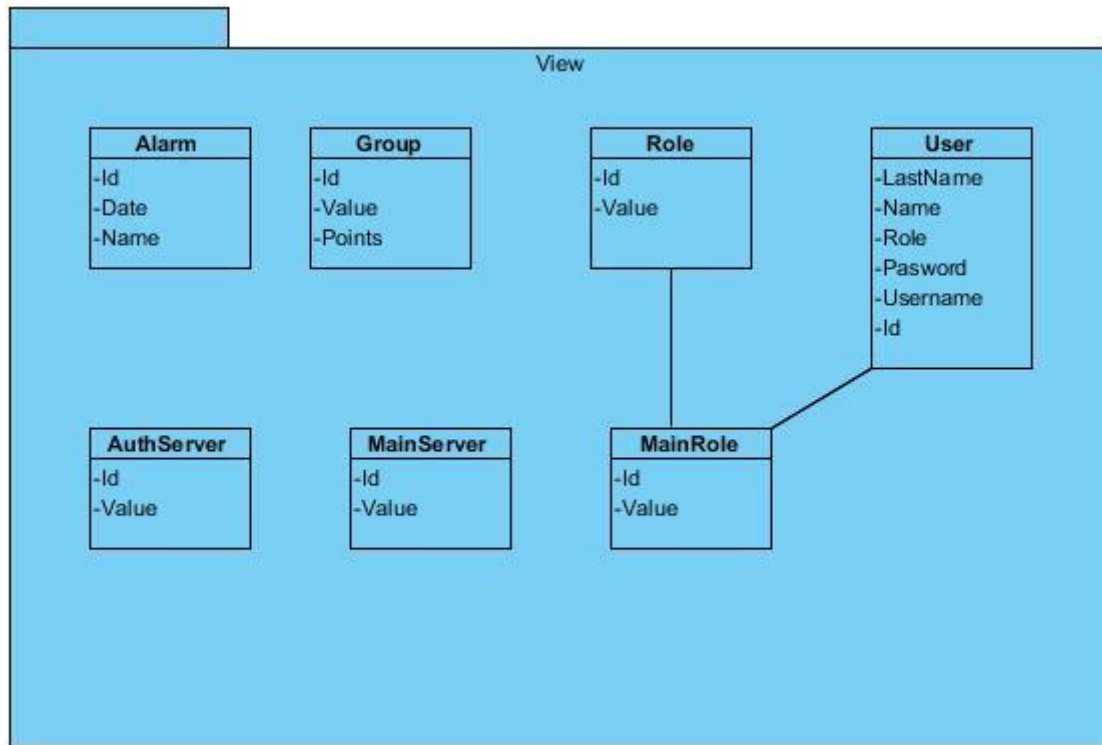 View
Alarm
-Id
-Date
-Name
Group
-Id
-Value
-Points
Role
-Id
-Value
User
-LastName
-Name
-Role
-Pasword
-Username
-Id
AuthServer
-Id
-Value
MainServer
-Id
-Value
MainRole
-Id
-Value